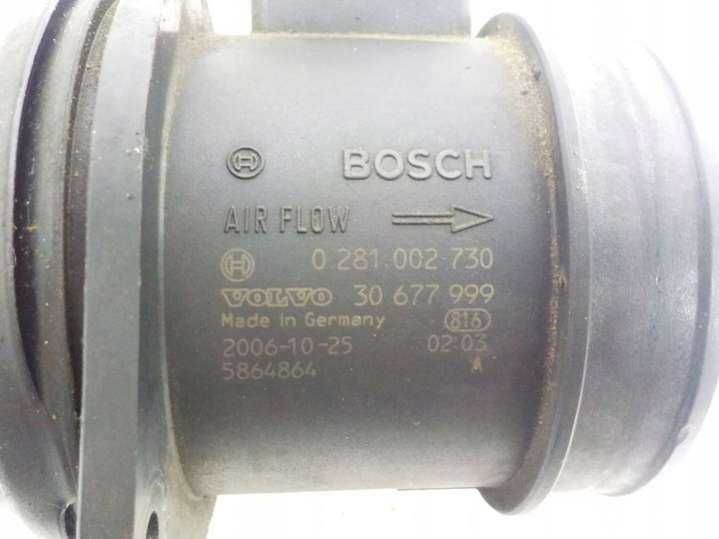 BOSCH
AIR FLOW
0 281 002 730
VOLVO 30 677 999
Made in Germany 816
2006-10-25 02:03
5864864 A